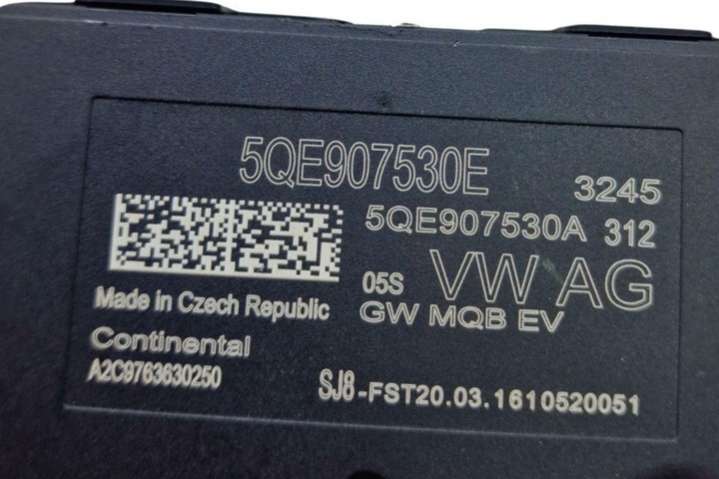 5QE907530E 3245
5QE907530A 312
05S VW AG
Made in Czech Republic GW MQB EV
Continental
A2C9763630250 SJ8-FST20.03.1610520051